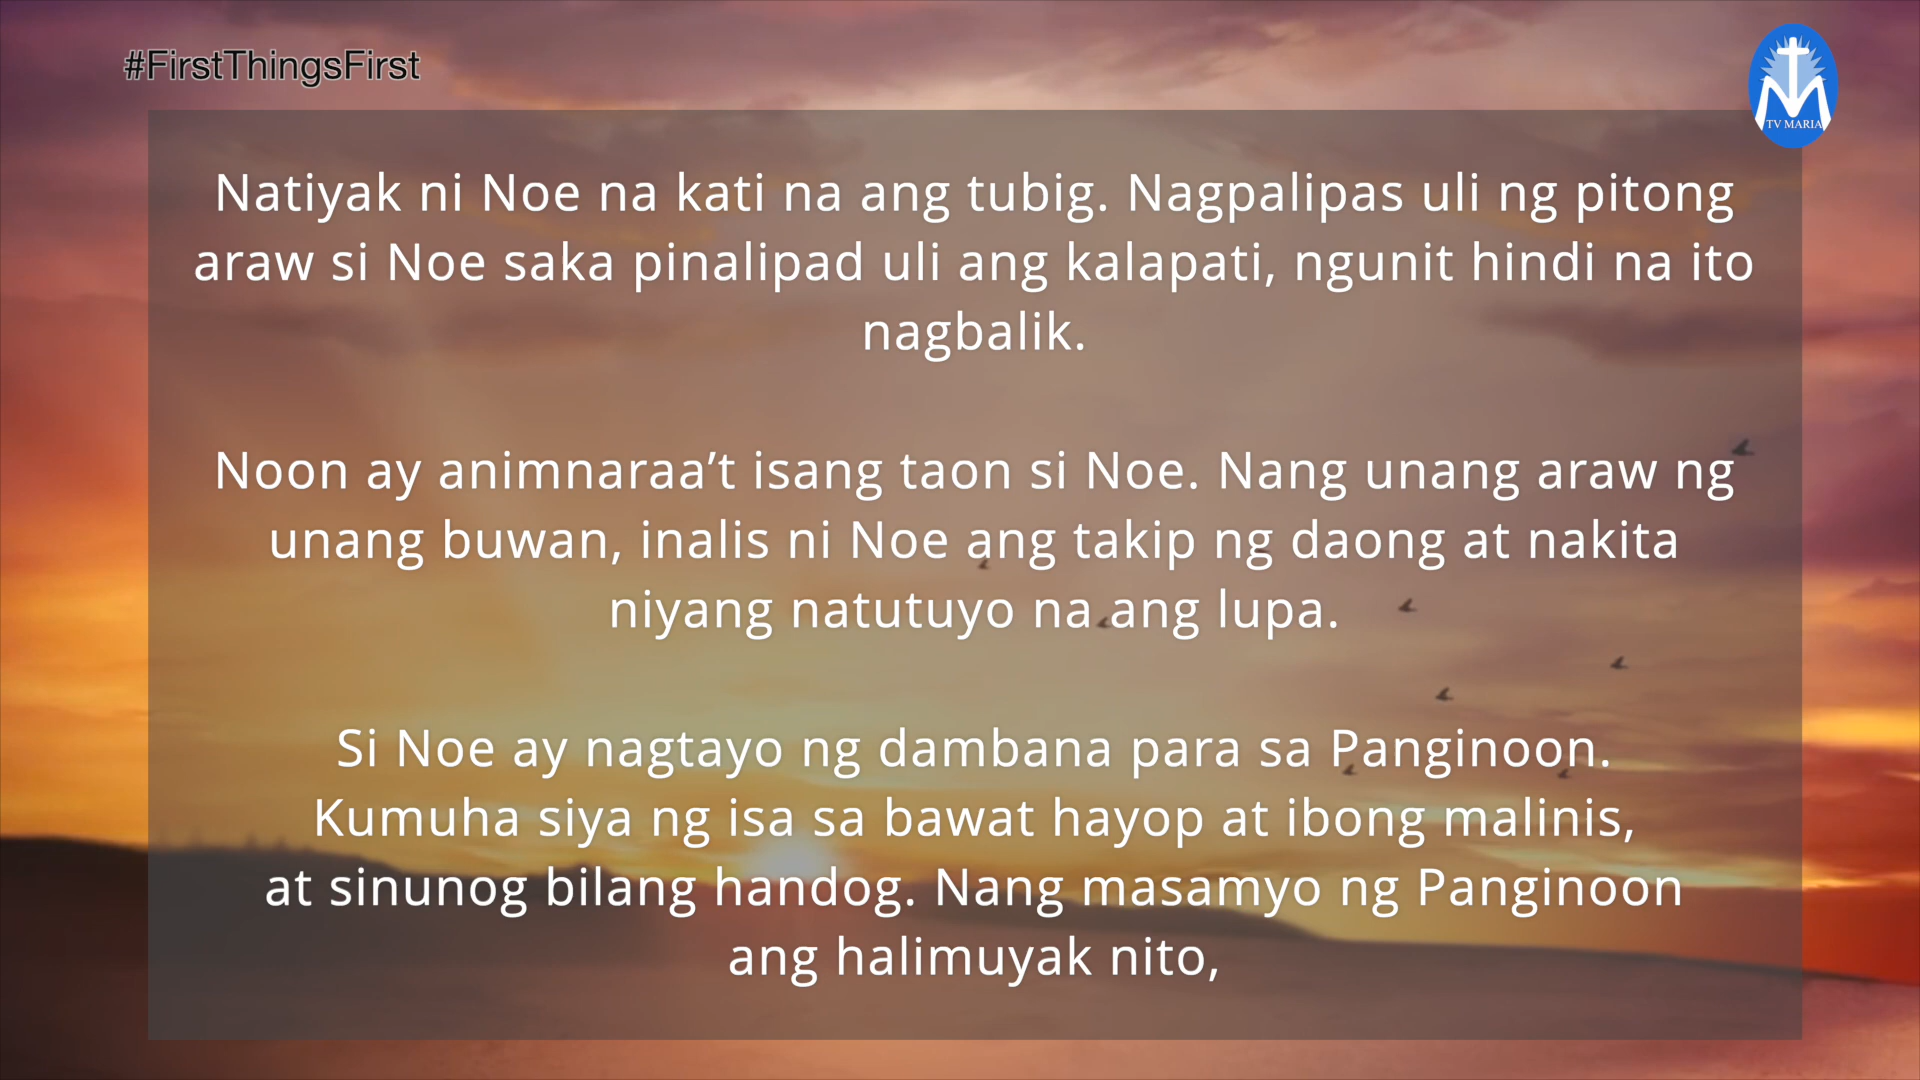 #FirstThingsFirst
TV MARIA
Natiyak ni Noe na kati na ang tubig. Nagpalipas uli ng pitong
araw si Noe saka pinalipad uli ang kalapati, ngunit hindi na ito
nagbalik.
Noon ay animnaraa’t isang taon si Noe. Nang unang araw ng
unang buwan, inalis ni Noe ang takip ng daong at nakita
niyang natutuyo na ang lupa.
Si Noe ay nagtayo ng dambana para sa Panginoon.
Kumuha siya ng isa sa bawat hayop at ibong malinis,
at sinunog bilang handog. Nang masamyo ng Panginoon
ang halimuyak nito,